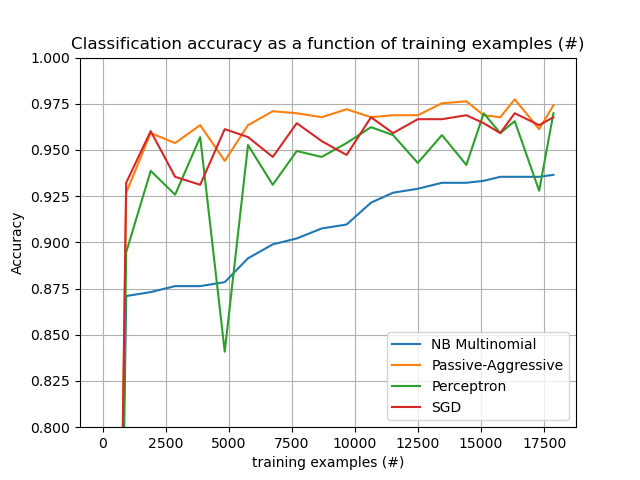 Classification accuracy as a function of training examples (#)
1.000
0.975
0.950
0.925
0.900
0.875
0.850
0.825
0.800
Accuracy
NB Multinomial
Passive-Aggressive
Perceptron
SGD
0 2500 5000 7500 10000 12500 15000 17500
training examples (#)